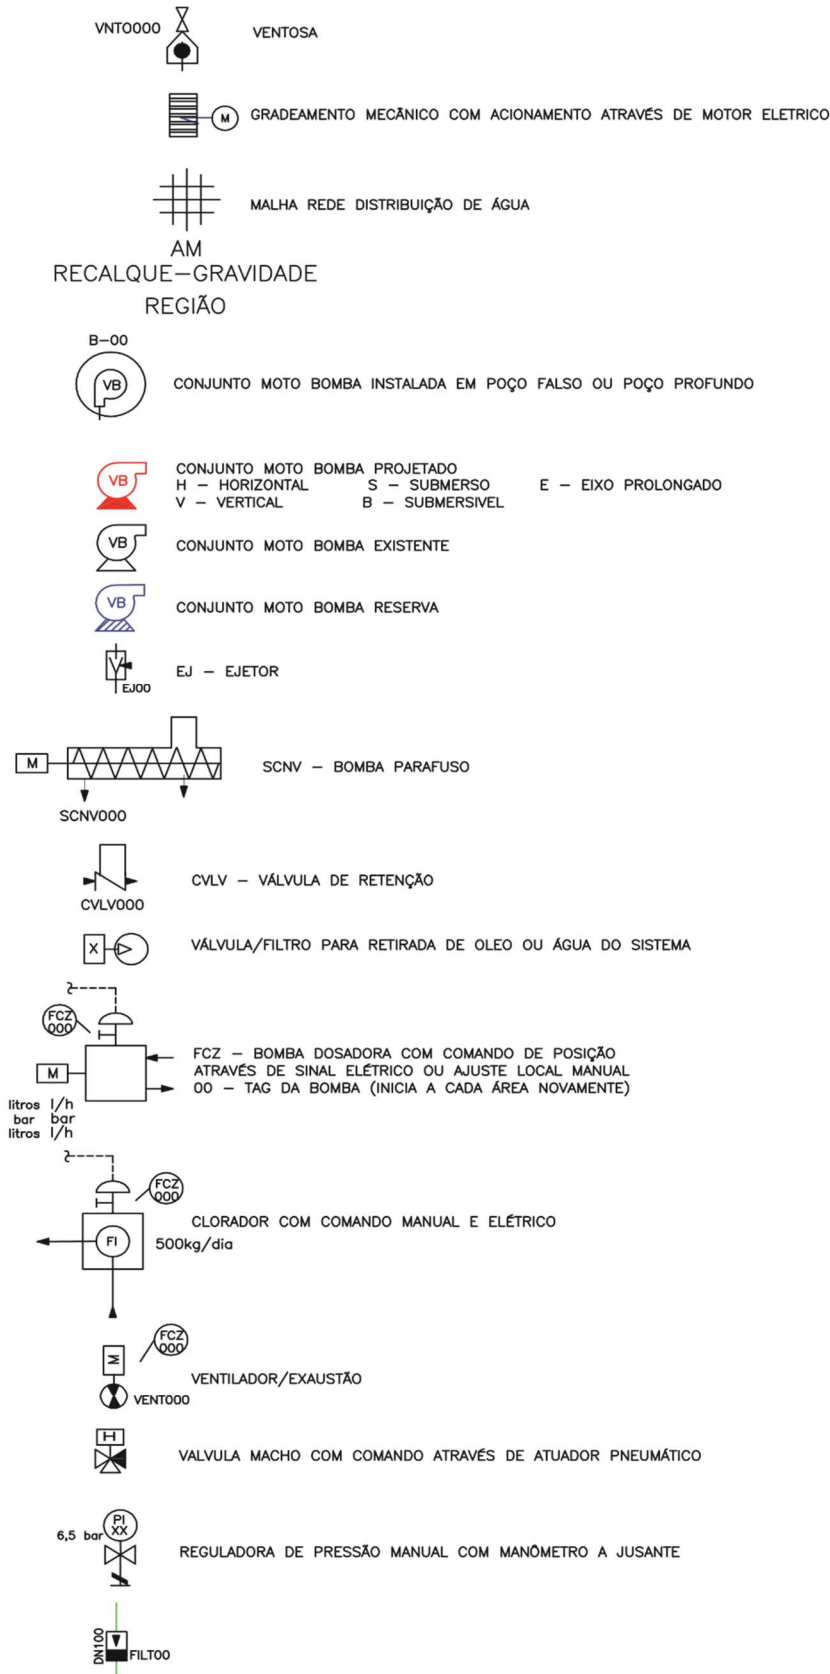 VNTO000 VENTOSA
M GRADEAMENTO MECÂNICO COM ACIONAMENTO ATRAVÉS DE MOTOR ELETRICO
MALHA REDE DISTRIBUIÇÃO DE ÁGUA
AM
RECALQUE-GRAVIDADE
REGIÃO
B-00
VB CONJUNTO MOTO BOMBA INSTALADA EM POÇO FALSO OU POÇO PROFUNDO
VB CONJUNTO MOTO BOMBA PROJETADO
H - HORIZONTAL S - SUBMERSO E - EIXO PROLONGADO
V - VERTICAL B - SUBMERSIVEL
VB CONJUNTO MOTO BOMBA EXISTENTE
VB CONJUNTO MOTO BOMBA RESERVA
EJ - EJETOR
EJ00
M SCNV - BOMBA PARAFUSO
SCNV000
CVLV - VÁLVULA DE RETENÇÃO
CVLV000
X VÁLVULA/FILTRO PARA RETIRADA DE OLEO OU ÁGUA DO SISTEMA
FCZ
000
FCZ - BOMBA DOSADORA COM COMANDO DE POSIÇÃO
M ATRAVÉS DE SINAL ELÉTRICO OU AJUSTE LOCAL MANUAL
00 - TAG DA BOMBA (INICIA A CADA ÁREA NOVAMENTE)
litros l/h
bar bar
litros l/h
FCZ
000
CLORADOR COM COMANDO MANUAL E ELÉTRICO
FI 500kg/dia
FCZ
000
M VENTILADOR/EXAUSTÃO
VENT000
H
VALVULA MACHO COM COMANDO ATRAVÉS DE ATUADOR PNEUMÁTICO
PI
XX
6,5 bar
REGULADORA DE PRESSÃO MANUAL COM MANÔMETRO A JUSANTE
DN100 FILT00